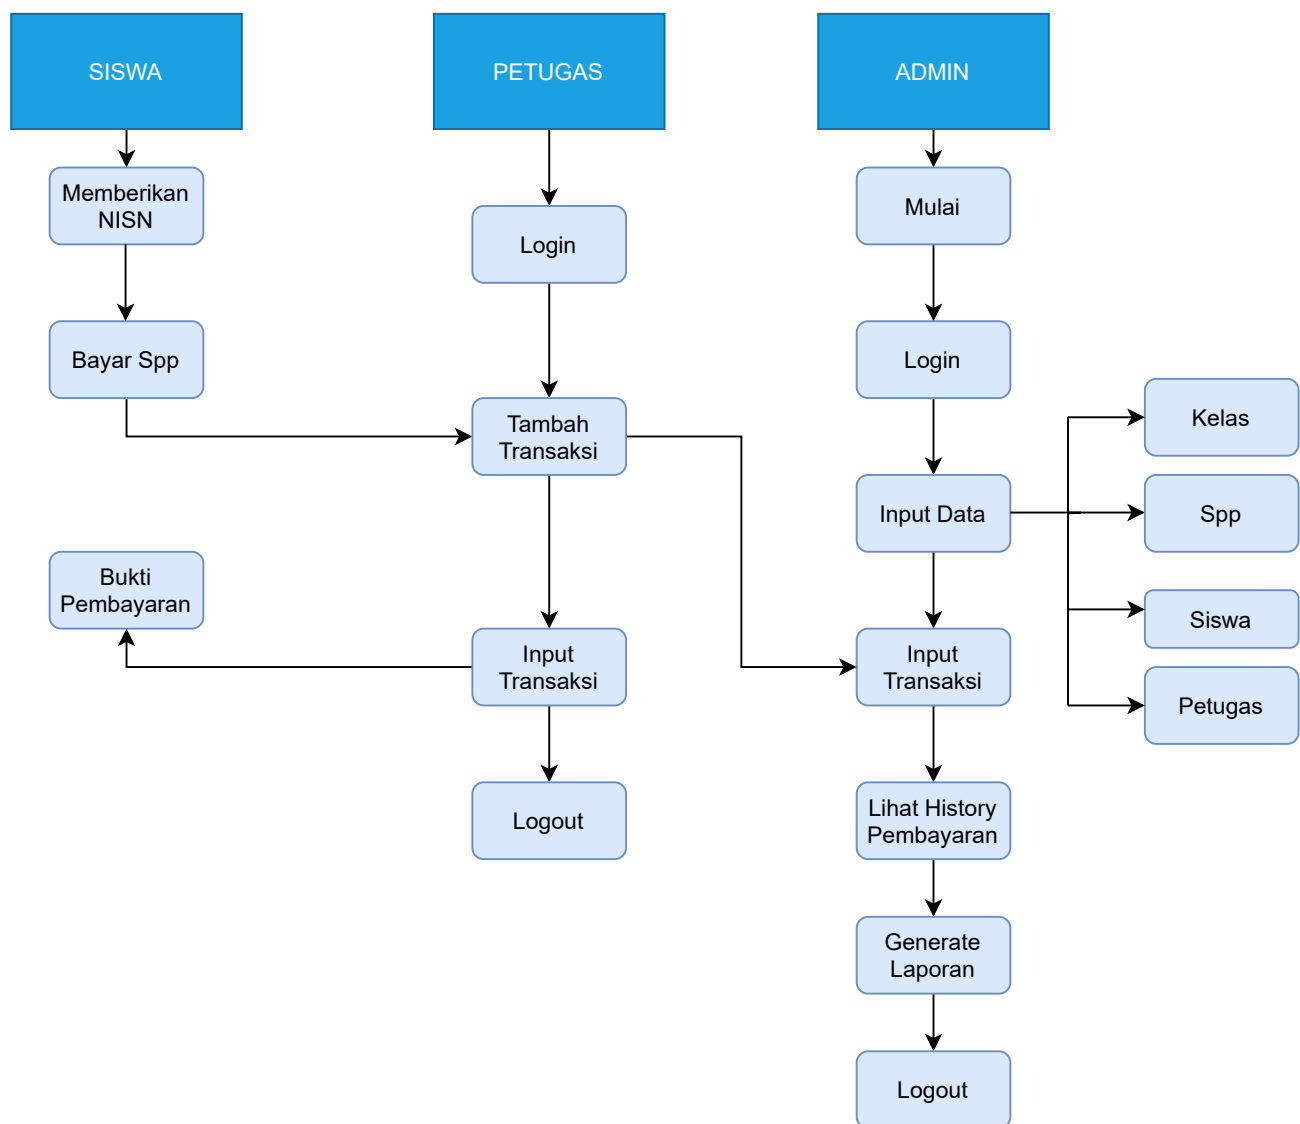 SISWA
PETUGAS
ADMIN
Memberikan
NISN
Mulai
Login
Bayar Spp
Login
Kelas
Tambah
Transaksi
Input Data
Spp
Bukti
Pembayaran
Siswa
Input
Transaksi
Input
Transaksi
Petugas
Logout
Lihat History
Pembayaran
Generate
Laporan
Logout